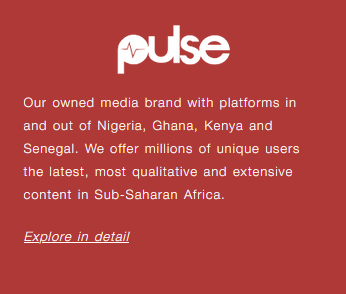 pulse
Our owned media brand with platforms in
and out of Nigeria, Ghana, Kenya and
Senegal. We offer millions of unique users
the latest, most qualitative and extensive
content in Sub-Saharan Africa.
Explore in detail